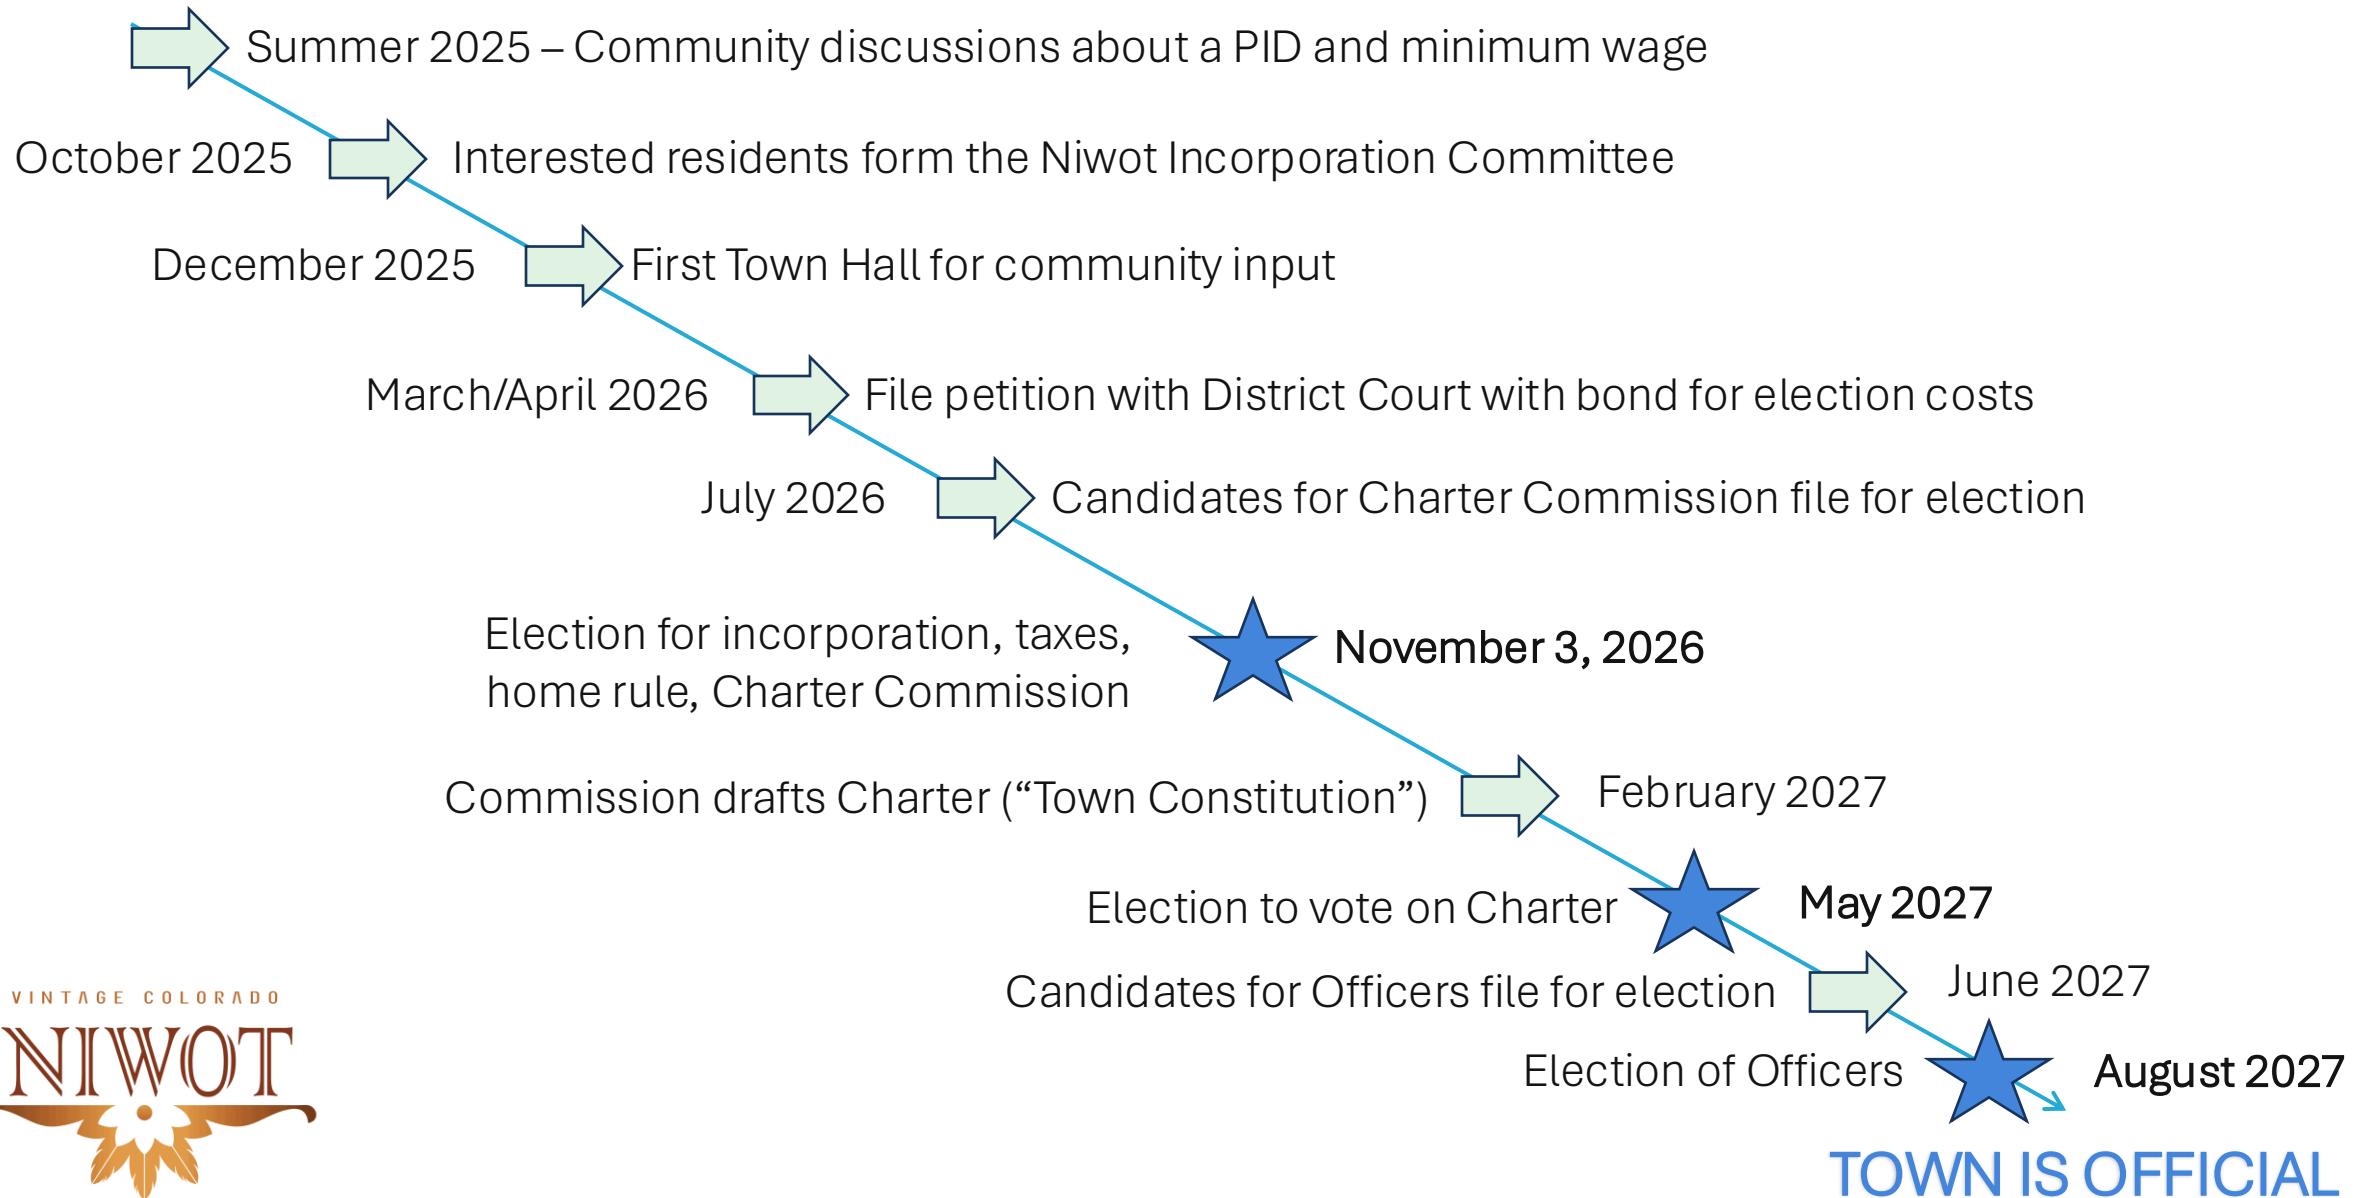 Summer 2025 – Community discussions about a PID and minimum wage
October 2025
Interested residents form the Niwot Incorporation Committee
December 2025
First Town Hall for community input
March/April 2026
File petition with District Court with bond for election costs
July 2026
Candidates for Charter Commission file for election
Election for incorporation, taxes,
home rule, Charter Commission
November 3, 2026
Commission drafts Charter (“Town Constitution”)
February 2027
Election to vote on Charter
May 2027
Candidates for Officers file for election
June 2027
Election of Officers
August 2027
TOWN IS OFFICIAL
VINTAGE COLORADO
NIWOT